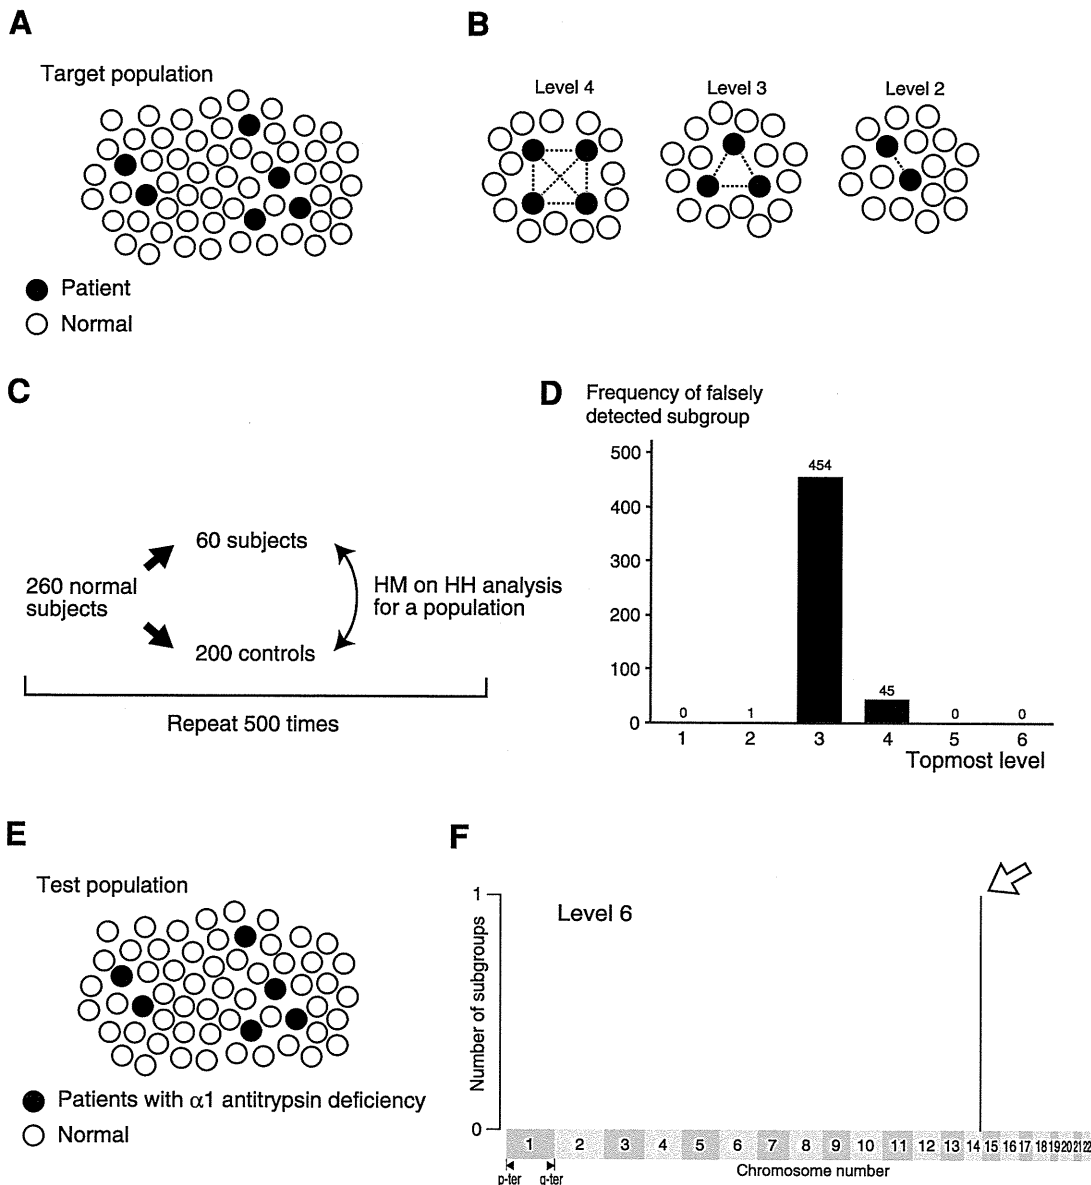 A
Target population
Patient
Normal
B
Level 4
Level 3
Level 2
C
260 normal
subjects
60 subjects
200 controls
HM on HH analysis
for a population
Repeat 500 times
D
Frequency of falsely
detected subgroup
500
400
300
200
100
0
0
1
454
45
0
0
1
2
3
4
5
6
Topmost level
E
Test population
Patients with α1 antitrypsin deficiency
Normal
F
Level 6
Number of subgroups
1
0
1 2 3 4 5 6 7 8 9 10 11 12 13 14 15 16 17 18 19 20 21 22
p-ter q-ter
Chromosome number